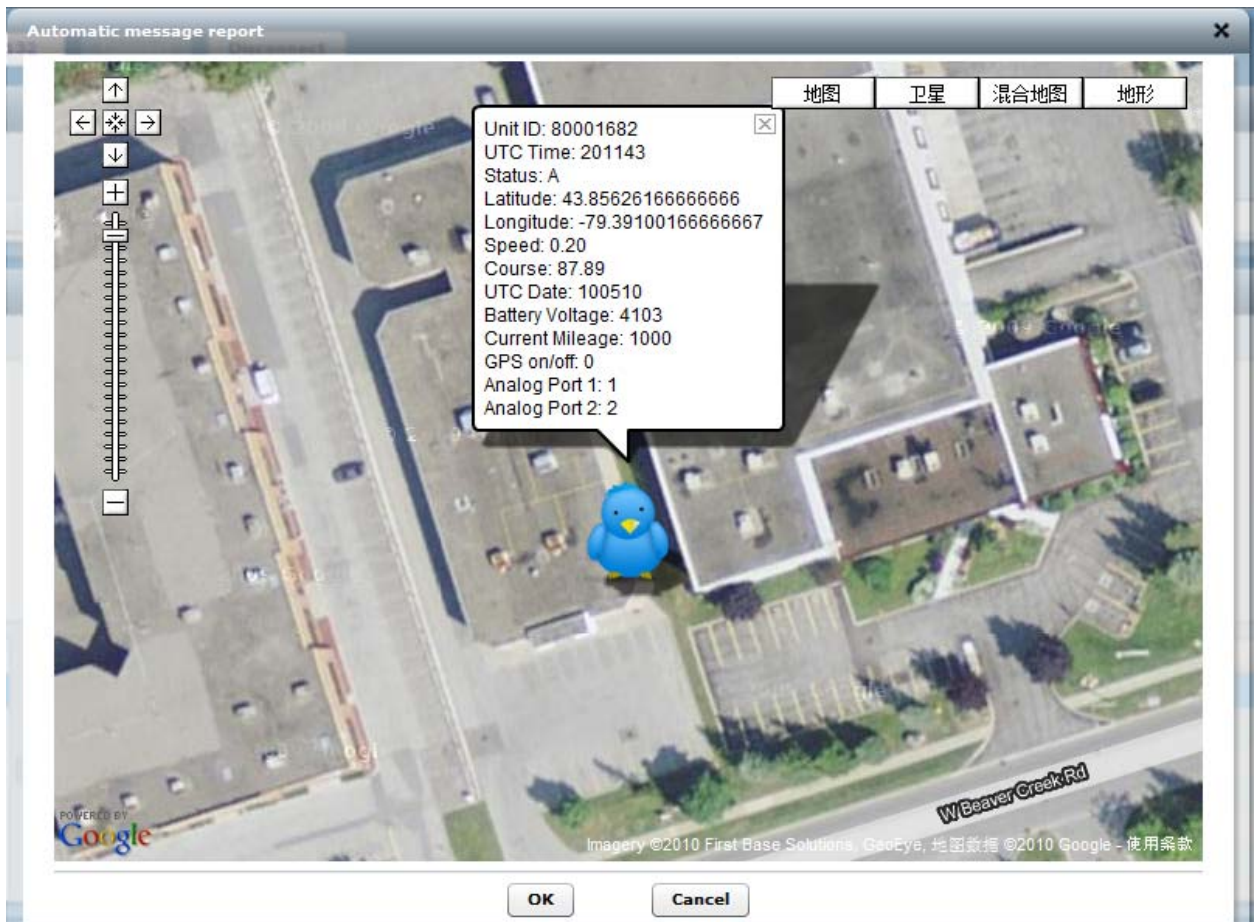 Automatic message report
Disconnect
地图
卫星
混合地图
地形
Unit ID: 80001682
UTC Time: 201143
Status: A
Latitude: 43.85626166666666
Longitude: -79.39100166666667
Speed: 0.20
Course: 87.89
UTC Date: 100510
Battery Voltage: 4103
Current Mileage: 1000
GPS on/off: 0
Analog Port 1: 1
Analog Port 2: 2
W Beaver Creek Rd
POWERED BY
Google
Imagery ©2010 First Base Solutions, GeoEye, 地图数据 ©2010 Google - 使用条款
OK
Cancel